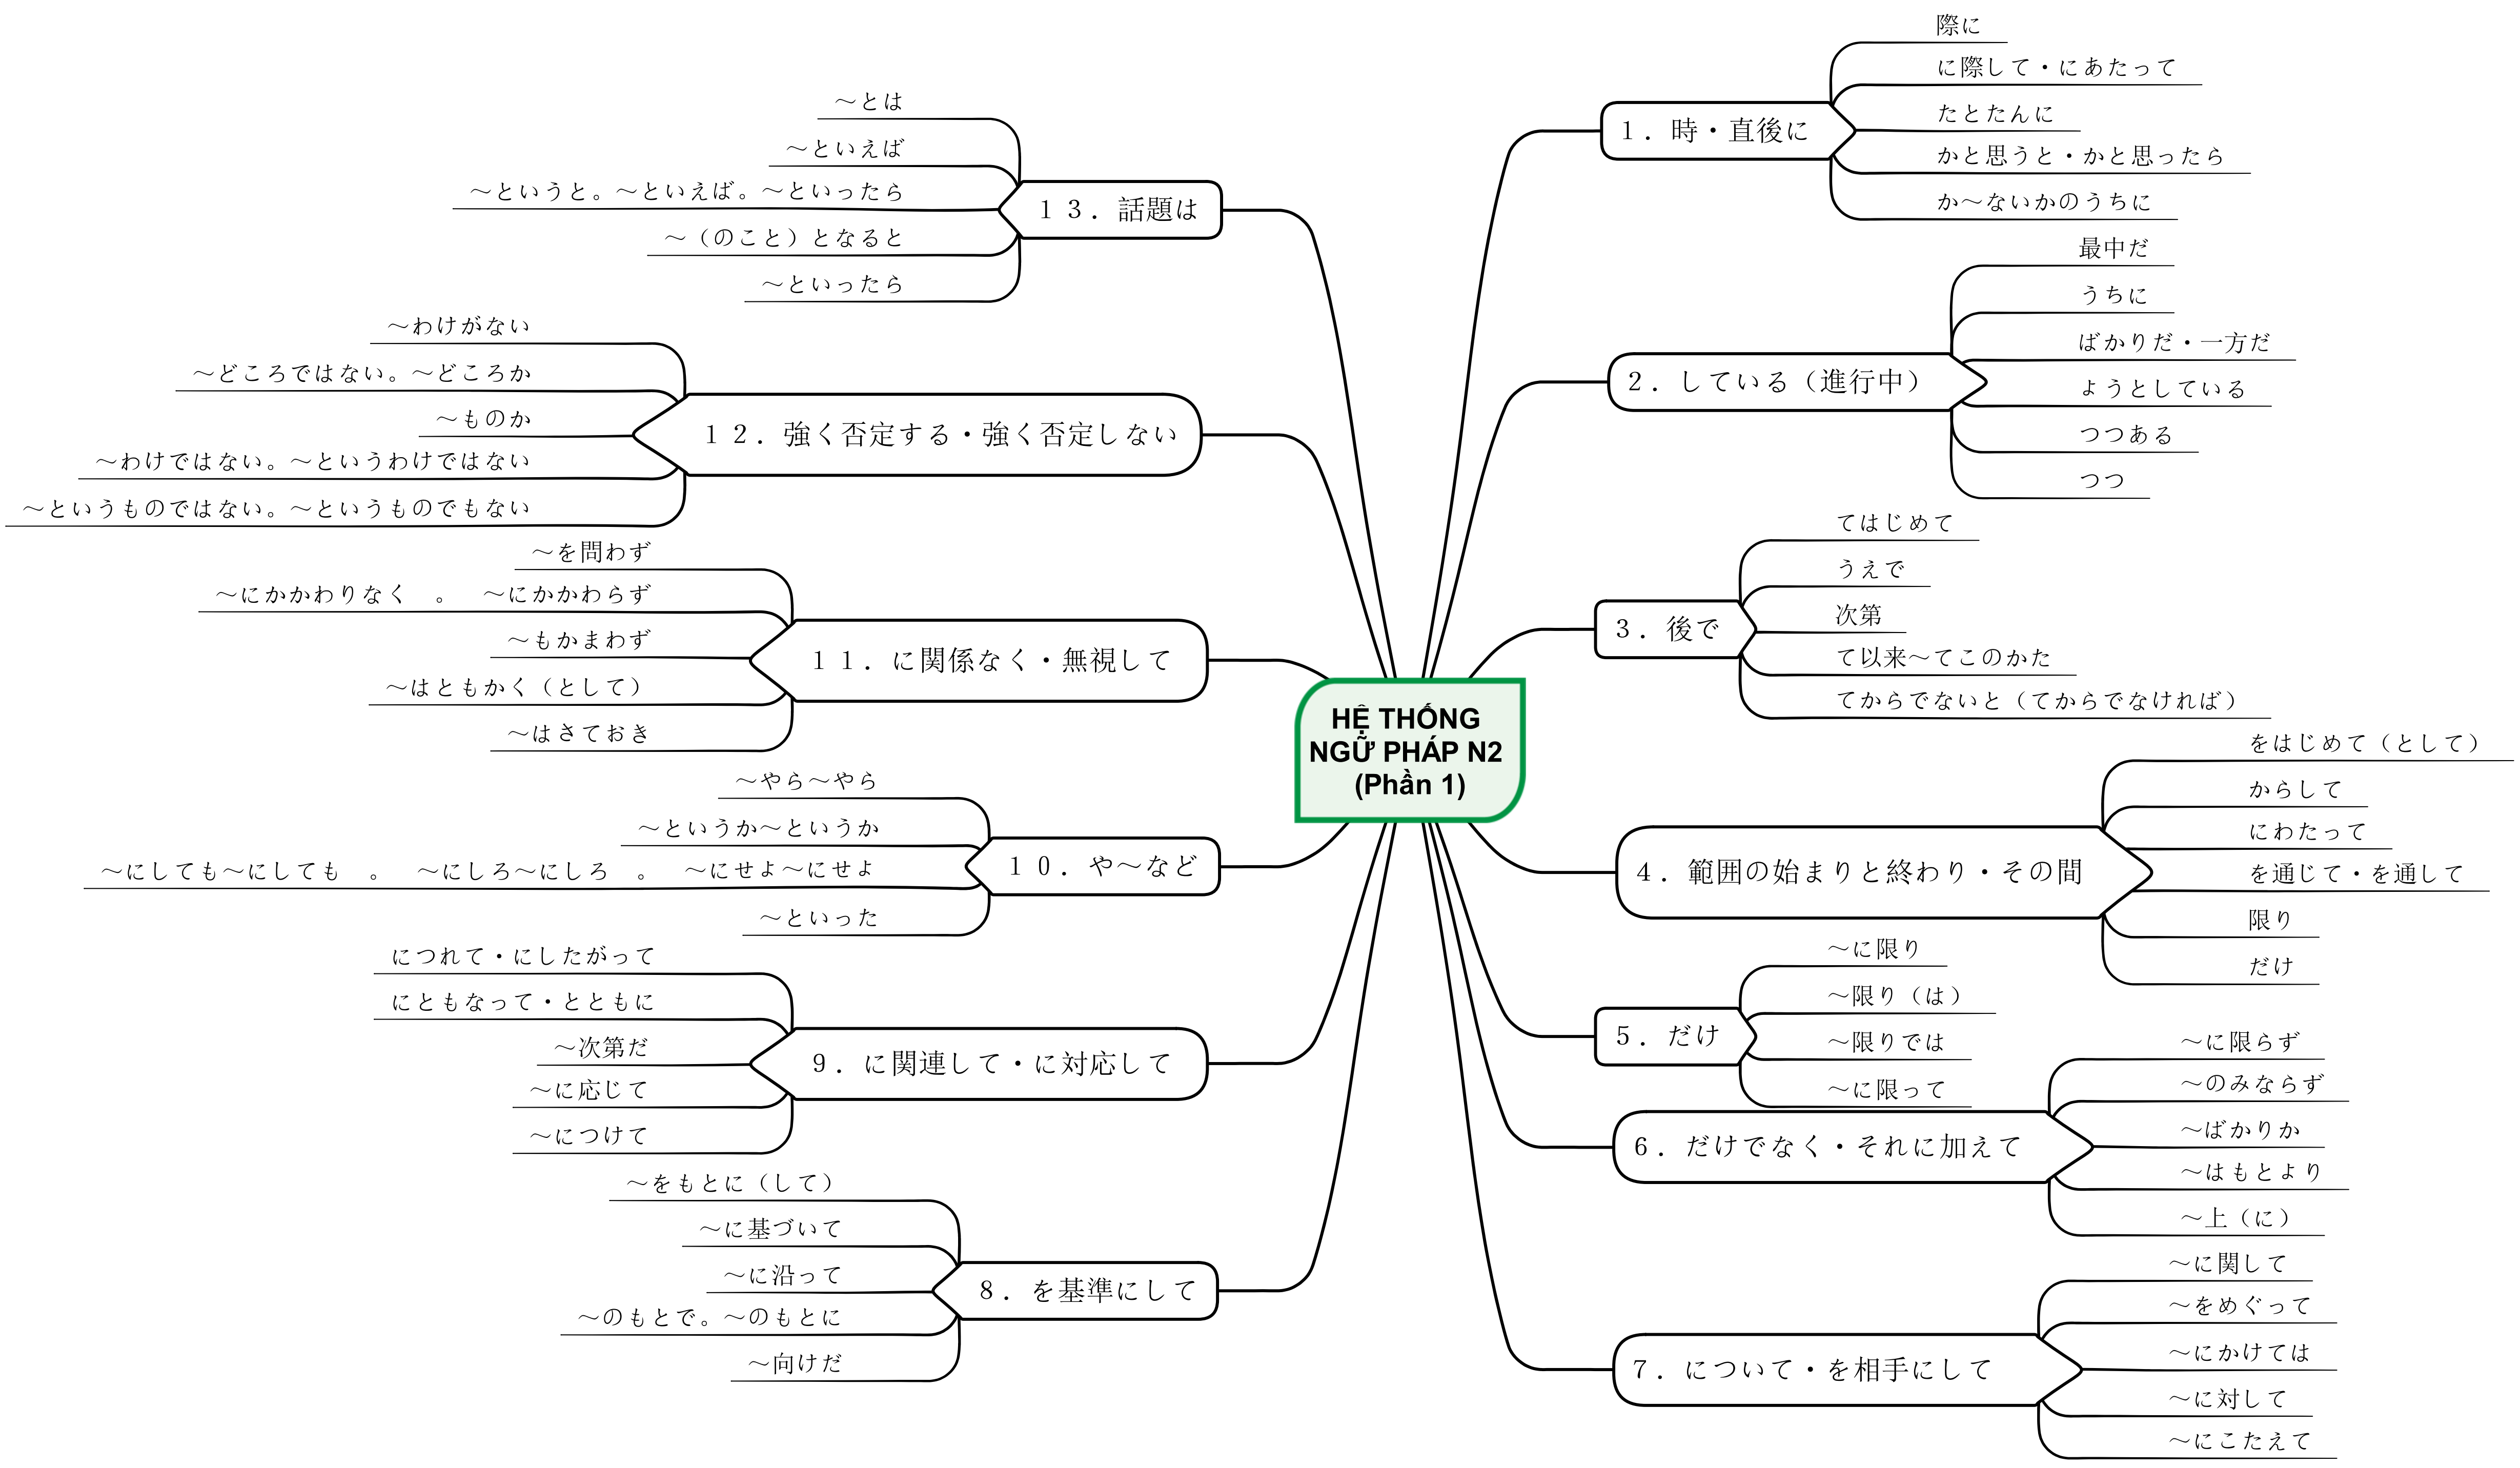 HỆ THỐNG
NGỮ PHÁP N2
(Phần 1)
１．時・直後に
際に
に際して・にあたって
たとたんに
かと思うと・かと思ったら
か～ないかのうちに
２．している（進行中）
最中だ
うちに
ばかりだ・一方だ
ようとしている
つつある
つつ
３．後で
てはじめて
うえで
次第
て以来～てこのかた
てからでないと（てからでなければ）
４．範囲の始まりと終わり・その間
をはじめて（として）
からして
にわたって
を通じて・を通して
限り
だけ
５．だけ
～に限り
～限り（は）
～限りでは
～に限って
６．だけでなく・それに加えて
～に限らず
～のみならず
～ばかりか
～はもとより
～上（に）
７．について・を相手にして
～に関して
～をめぐって
～にかけては
～に対して
～にこたえて
８．を基準にして
～をもとに（して）
～に基づいて
～に沿って
～のもとで。～のもとに
～向けだ
９．に関連して・に対応して
につれて・にしたがって
にともなって・とともに
～次第だ
～に応じて
～につけて
１０．や～など
～やら～やら
～というか～というか
～にしても～にしても　。　～にしろ～にしろ　。　～にせよ～にせよ
～といった
１１．に関係なく・無視して
～を問わず
～にかかわりなく　。　～にかかわらず
～もかまわず
～はともかく（として）
～はさておき
１２．強く否定する・強く否定しない
～わけがない
～どころではない。～どころか
～ものか
～わけではない。～というわけではない
～というものではない。～というものでもない
１３．話題は
～とは
～といえば
～というと。～といえば。～といったら
～（のこと）となると
～といったら